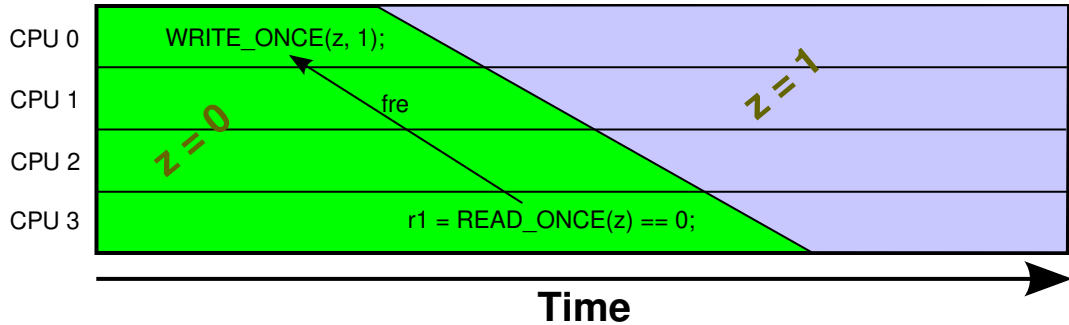 CPU 0
WRITE_ONCE(z, 1);
z = 1
CPU 1
fre
z = 0
CPU 2
CPU 3
r1 = READ_ONCE(z) == 0;
Time